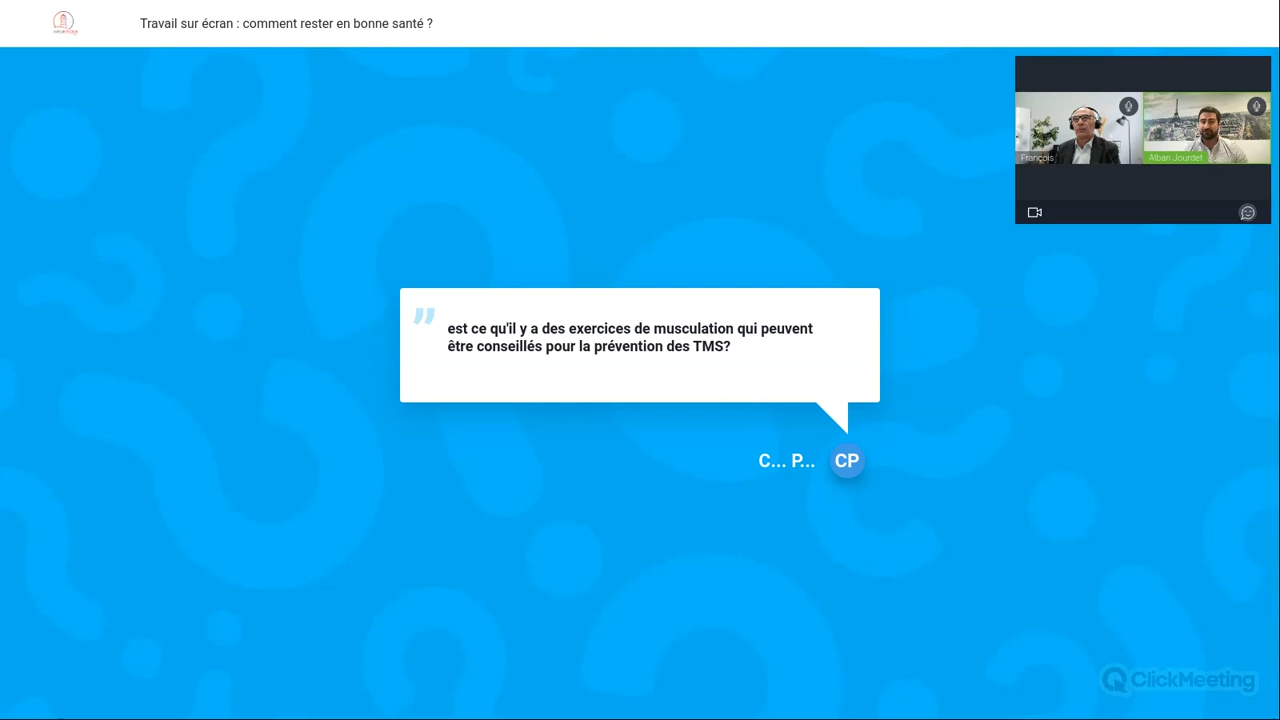 Travail sur écran : comment rester en bonne santé ?
François
Alban Jourdet
est ce qu'il y a des exercices de musculation qui peuvent
être conseillés pour la prévention des TMS?
C... P...
CP
ClickMeeting